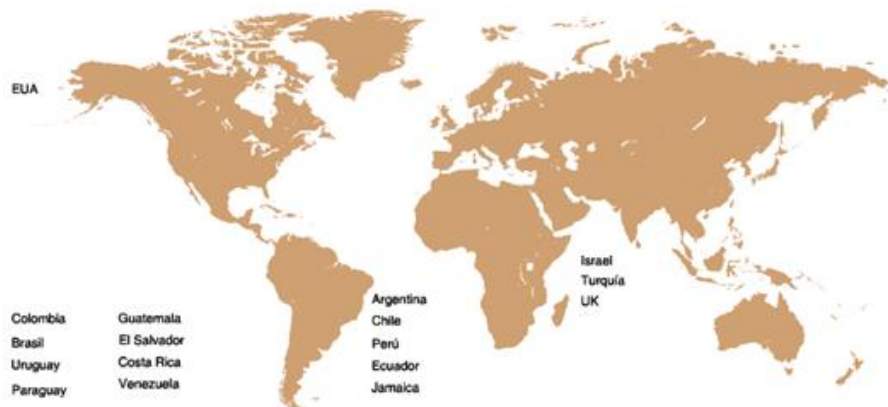 EUA
Israel
Turquía
UK
Colombia
Brasil
Uruguay
Paraguay
Guatemala
El Salvador
Costa Rica
Venezuela
Argentina
Chile
Perú
Ecuador
Jamaica